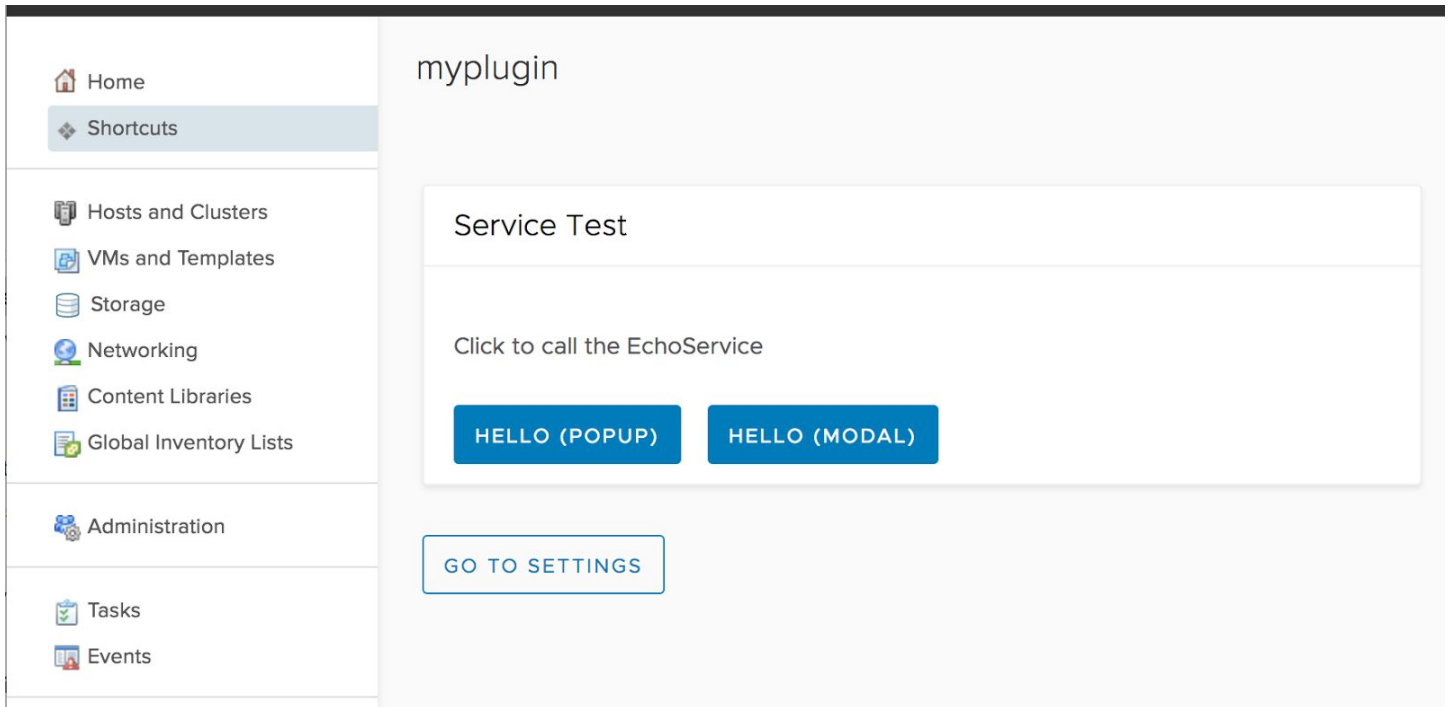 Home
Shortcuts
Hosts and Clusters
VMs and Templates
Storage
Networking
Content Libraries
Global Inventory Lists
Administration
Tasks
Events
myplugin
Service Test
Click to call the EchoService
HELLO (POPUP) HELLO (MODAL)
GO TO SETTINGS